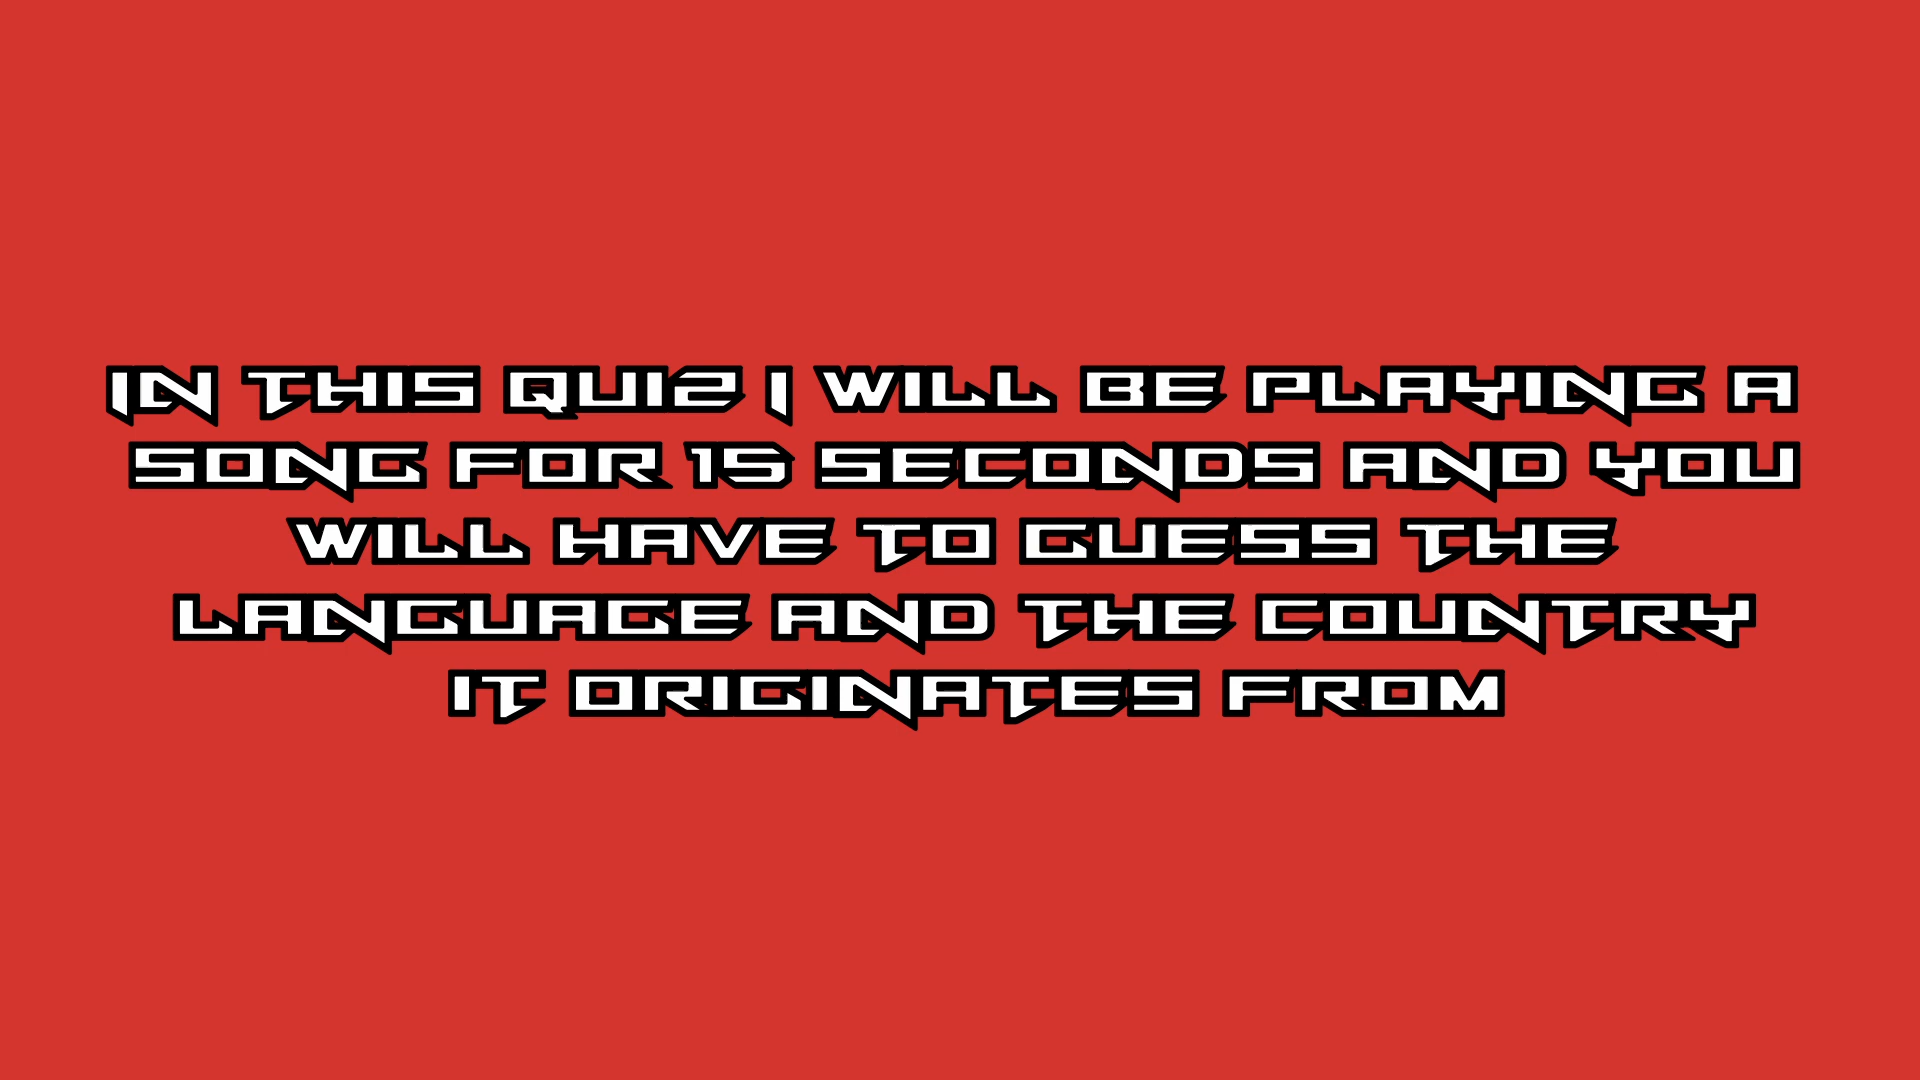 IN THIS QUIZ I WILL BE PLAYING A
SONG FOR 15 SECONDS AND YOU
WILL HAVE TO GUESS THE
LANGUAGE AND THE COUNTRY
IT ORIGINATES FROM